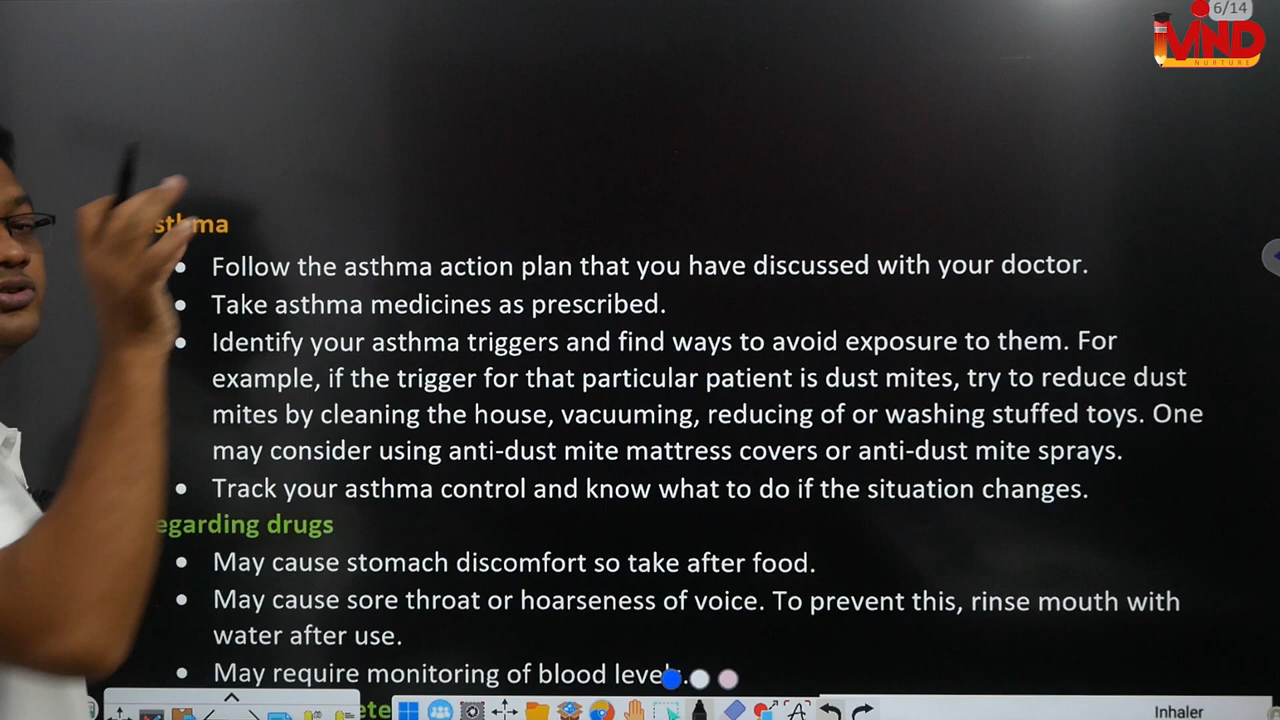 6/14
MIND
NURTURE
sthma
• Follow the asthma action plan that you have discussed with your doctor.
• Take asthma medicines as prescribed.
• Identify your asthma triggers and find ways to avoid exposure to them. For
example, if the trigger for that particular patient is dust mites, try to reduce dust
mites by cleaning the house, vacuuming, reducing of or washing stuffed toys. One
may consider using anti-dust mite mattress covers or anti-dust mite sprays.
• Track your asthma control and know what to do if the situation changes.
egarding drugs
• May cause stomach discomfort so take after food.
• May cause sore throat or hoarseness of voice. To prevent this, rinse mouth with
water after use.
• May require monitoring of blood levels.
Inhaler